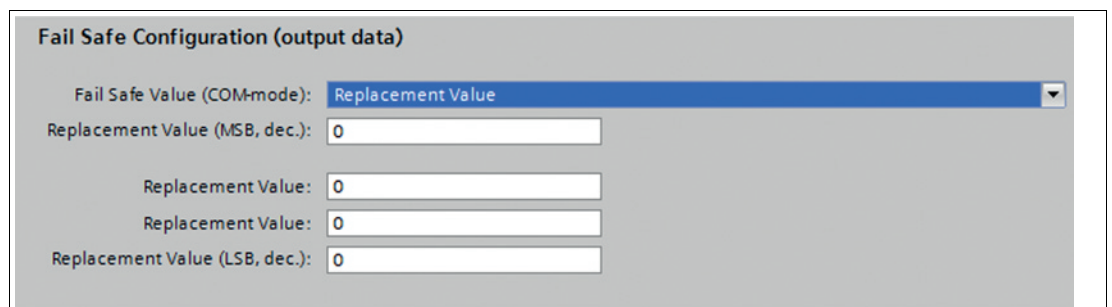 Fail Safe Configuration (output data)
Fail Safe Value (COM-mode): Replacement Value
Replacement Value (MSB, dec.): 0
Replacement Value: 0
Replacement Value: 0
Replacement Value (LSB, dec.): 0